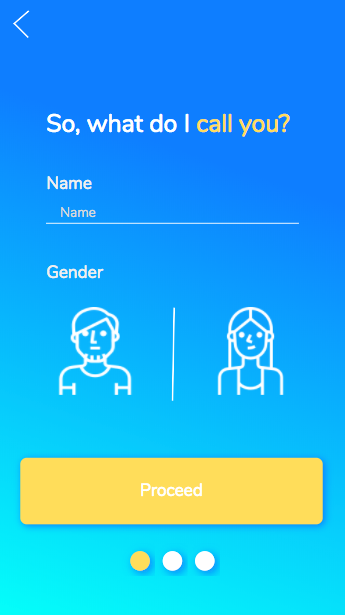 So, what do I call you?
Name
Name
Gender
Proceed